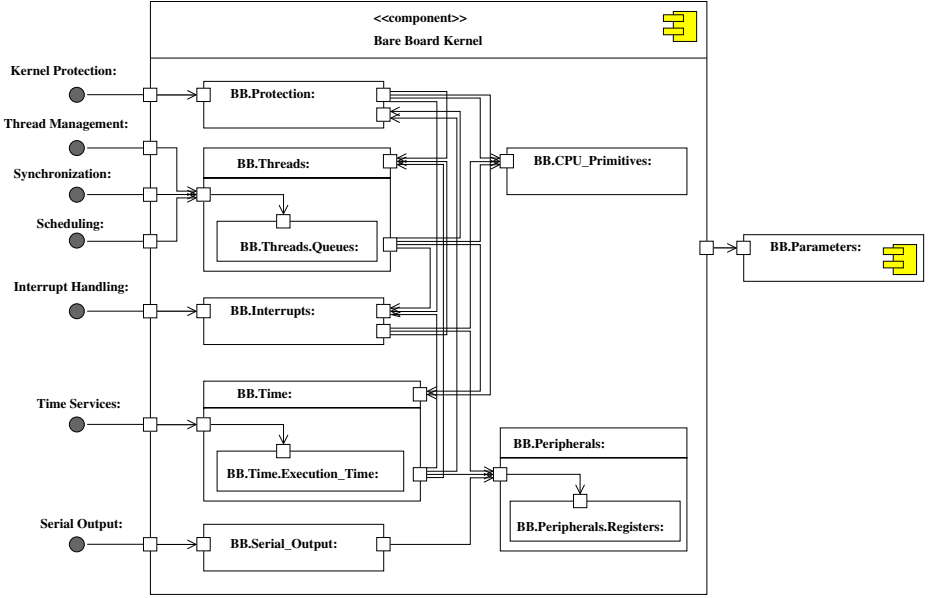 <<component>>
Bare Board Kernel
Kernel Protection:
BB.Protection:
Thread Management:
BB.Threads:
BB.CPU_Primitives:
Synchronization:
Scheduling:
BB.Threads.Queues:
BB.Parameters:
Interrupt Handling:
BB.Interrupts:
BB.Time:
Time Services:
BB.Peripherals:
BB.Time.Execution_Time:
Serial Output:
BB.Peripherals.Registers:
BB.Serial_Output: